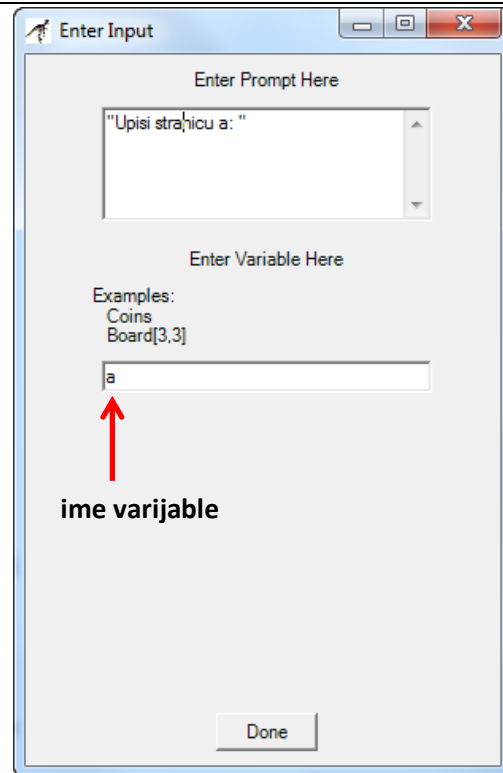 Enter Input
Enter Prompt Here
"Upisi stranicu a: "
Enter Variable Here
Examples:
Coins
Board[3,3]
a
ime varijable
Done